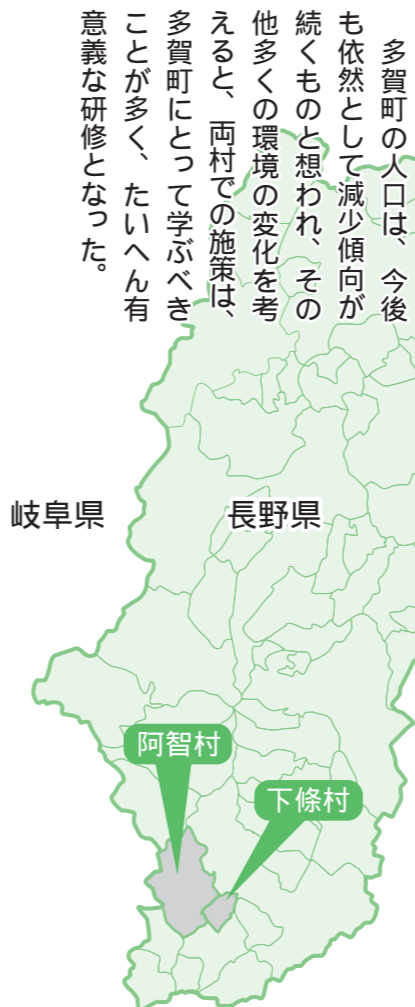 多賀町の人口は、今後
も依然として減少傾向が
続くものと想われ、その
他多くの環境の変化を考
えると、両村での施策は、
多賀町にとって学ぶべき
ことが多く、たいへん有
意義な研修となった。
岐阜県
長野県
阿智村
下條村